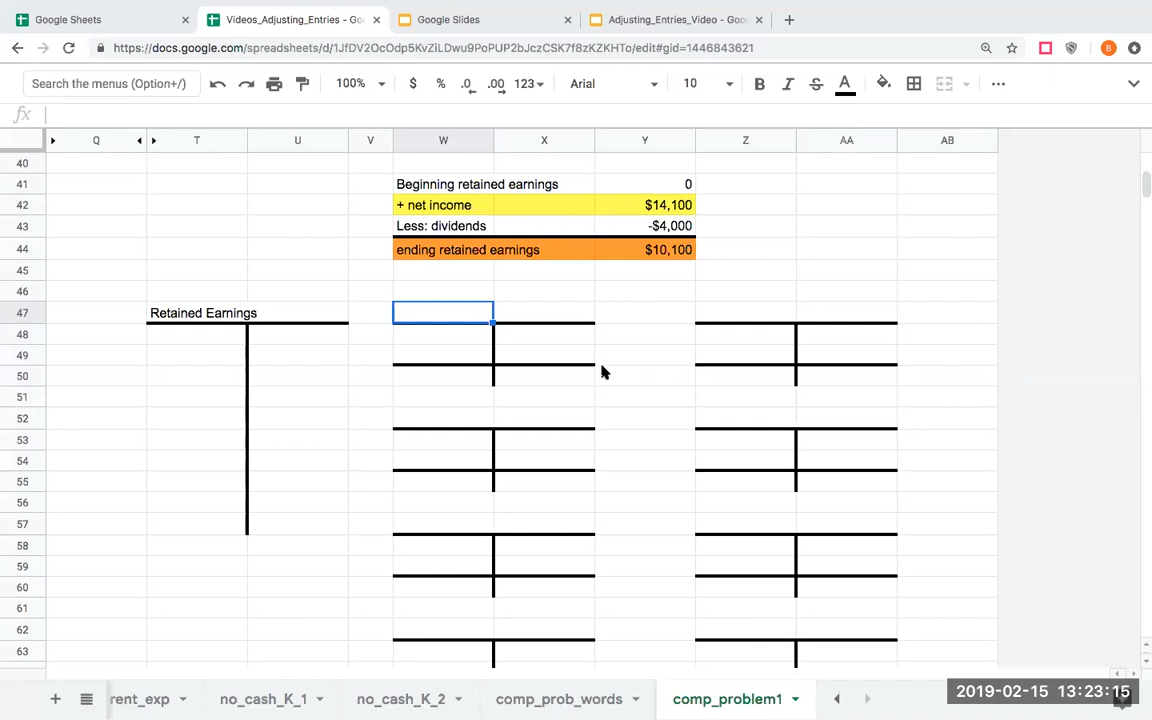 Google Sheets × Videos_Adjusting_Entries - Go × Google Slides × Adjusting_Entries_Video - Goo × +
https://docs.google.com/spreadsheets/d/1JfDV2OcOdp5KvZiLDwu9PoPUP2bJczCSK7f8zKZKHTo/edit#gid=1446843621 B
Search the menus (Option+/) 100% $ % .0 .00 123 Arial 10 B I S A
fx
Q T U V W X Y Z AA AB
40
41 Beginning retained earnings 0
42 + net income $14,100
43 Less: dividends -$4,000
44 ending retained earnings $10,100
45
46
47 Retained Earnings
48
49
50
51
52
53
54
55
56
57
58
59
60
61
62
63
+ rent_exp no_cash_K_1 no_cash_K_2 comp_prob_words comp_problem1 2019-02-15 13:23:15